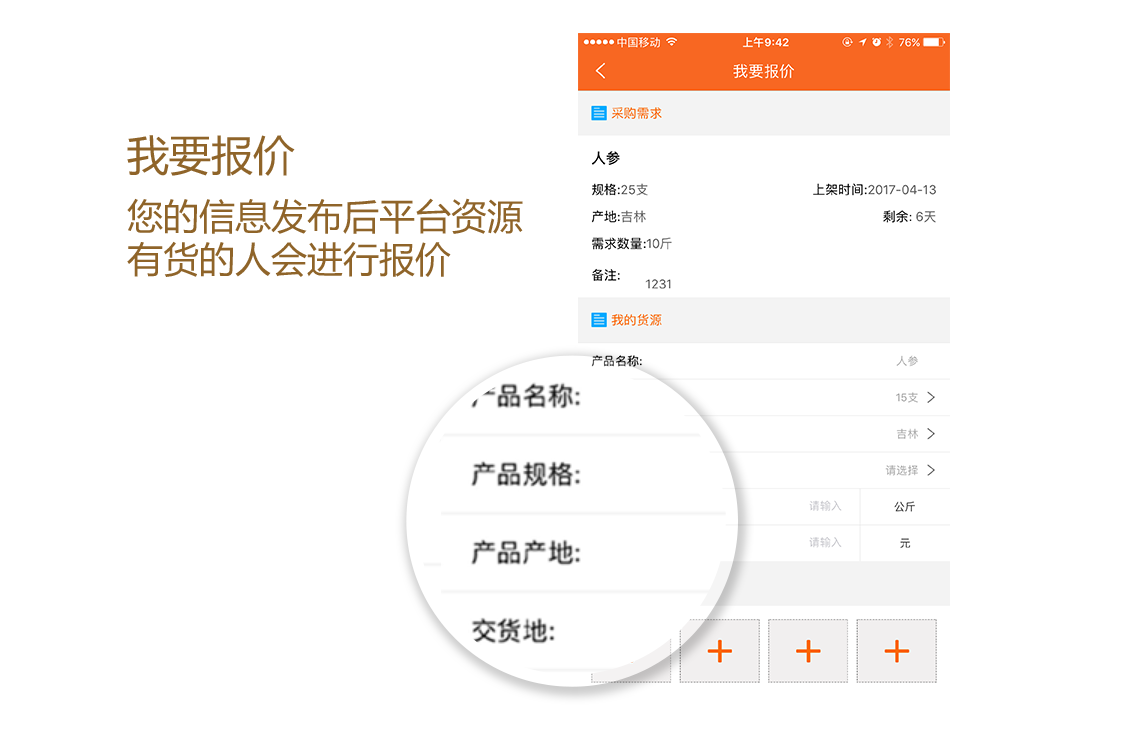 我要报价
您的信息发布后平台资源
有货的人会进行报价
中国移动 上午9:42 76%
我要报价
采购需求
人参
规格:25支 上架时间:2017-04-13
产地:吉林 剩余: 6天
需求数量:10斤
备注: 1231
我的货源
产品名称: 人参
15支
吉林
请选择
请输入 公斤
请输入 元
产品名称:
产品规格:
产品产地:
交货地: